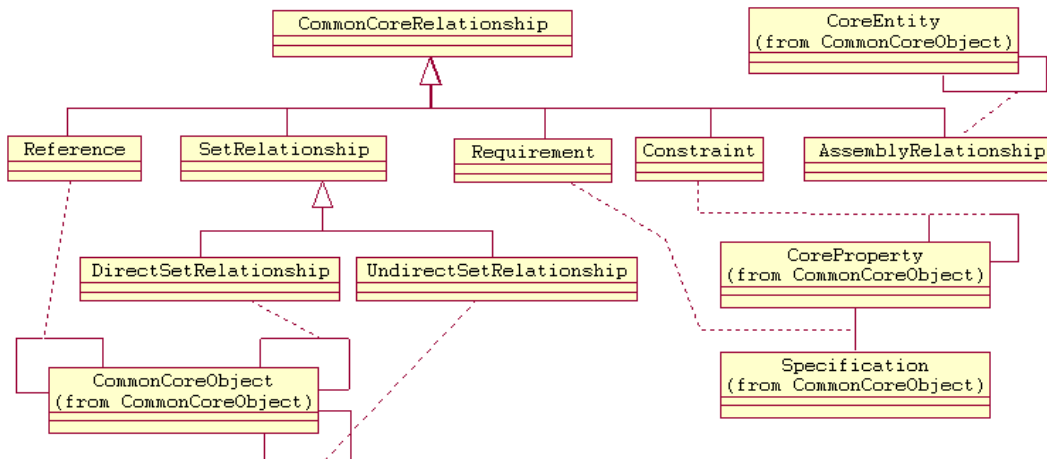 CommonCoreRelationship
CoreEntity
(from CommonCoreObject)
Reference
SetRelationship
Requirement
Constraint
AssemblyRelationship
DirectSetRelationship
UndirectSetRelationship
CoreProperty
(from CommonCoreObject)
CommonCoreObject
(from CommonCoreObject)
Specification
(from CommonCoreObject)